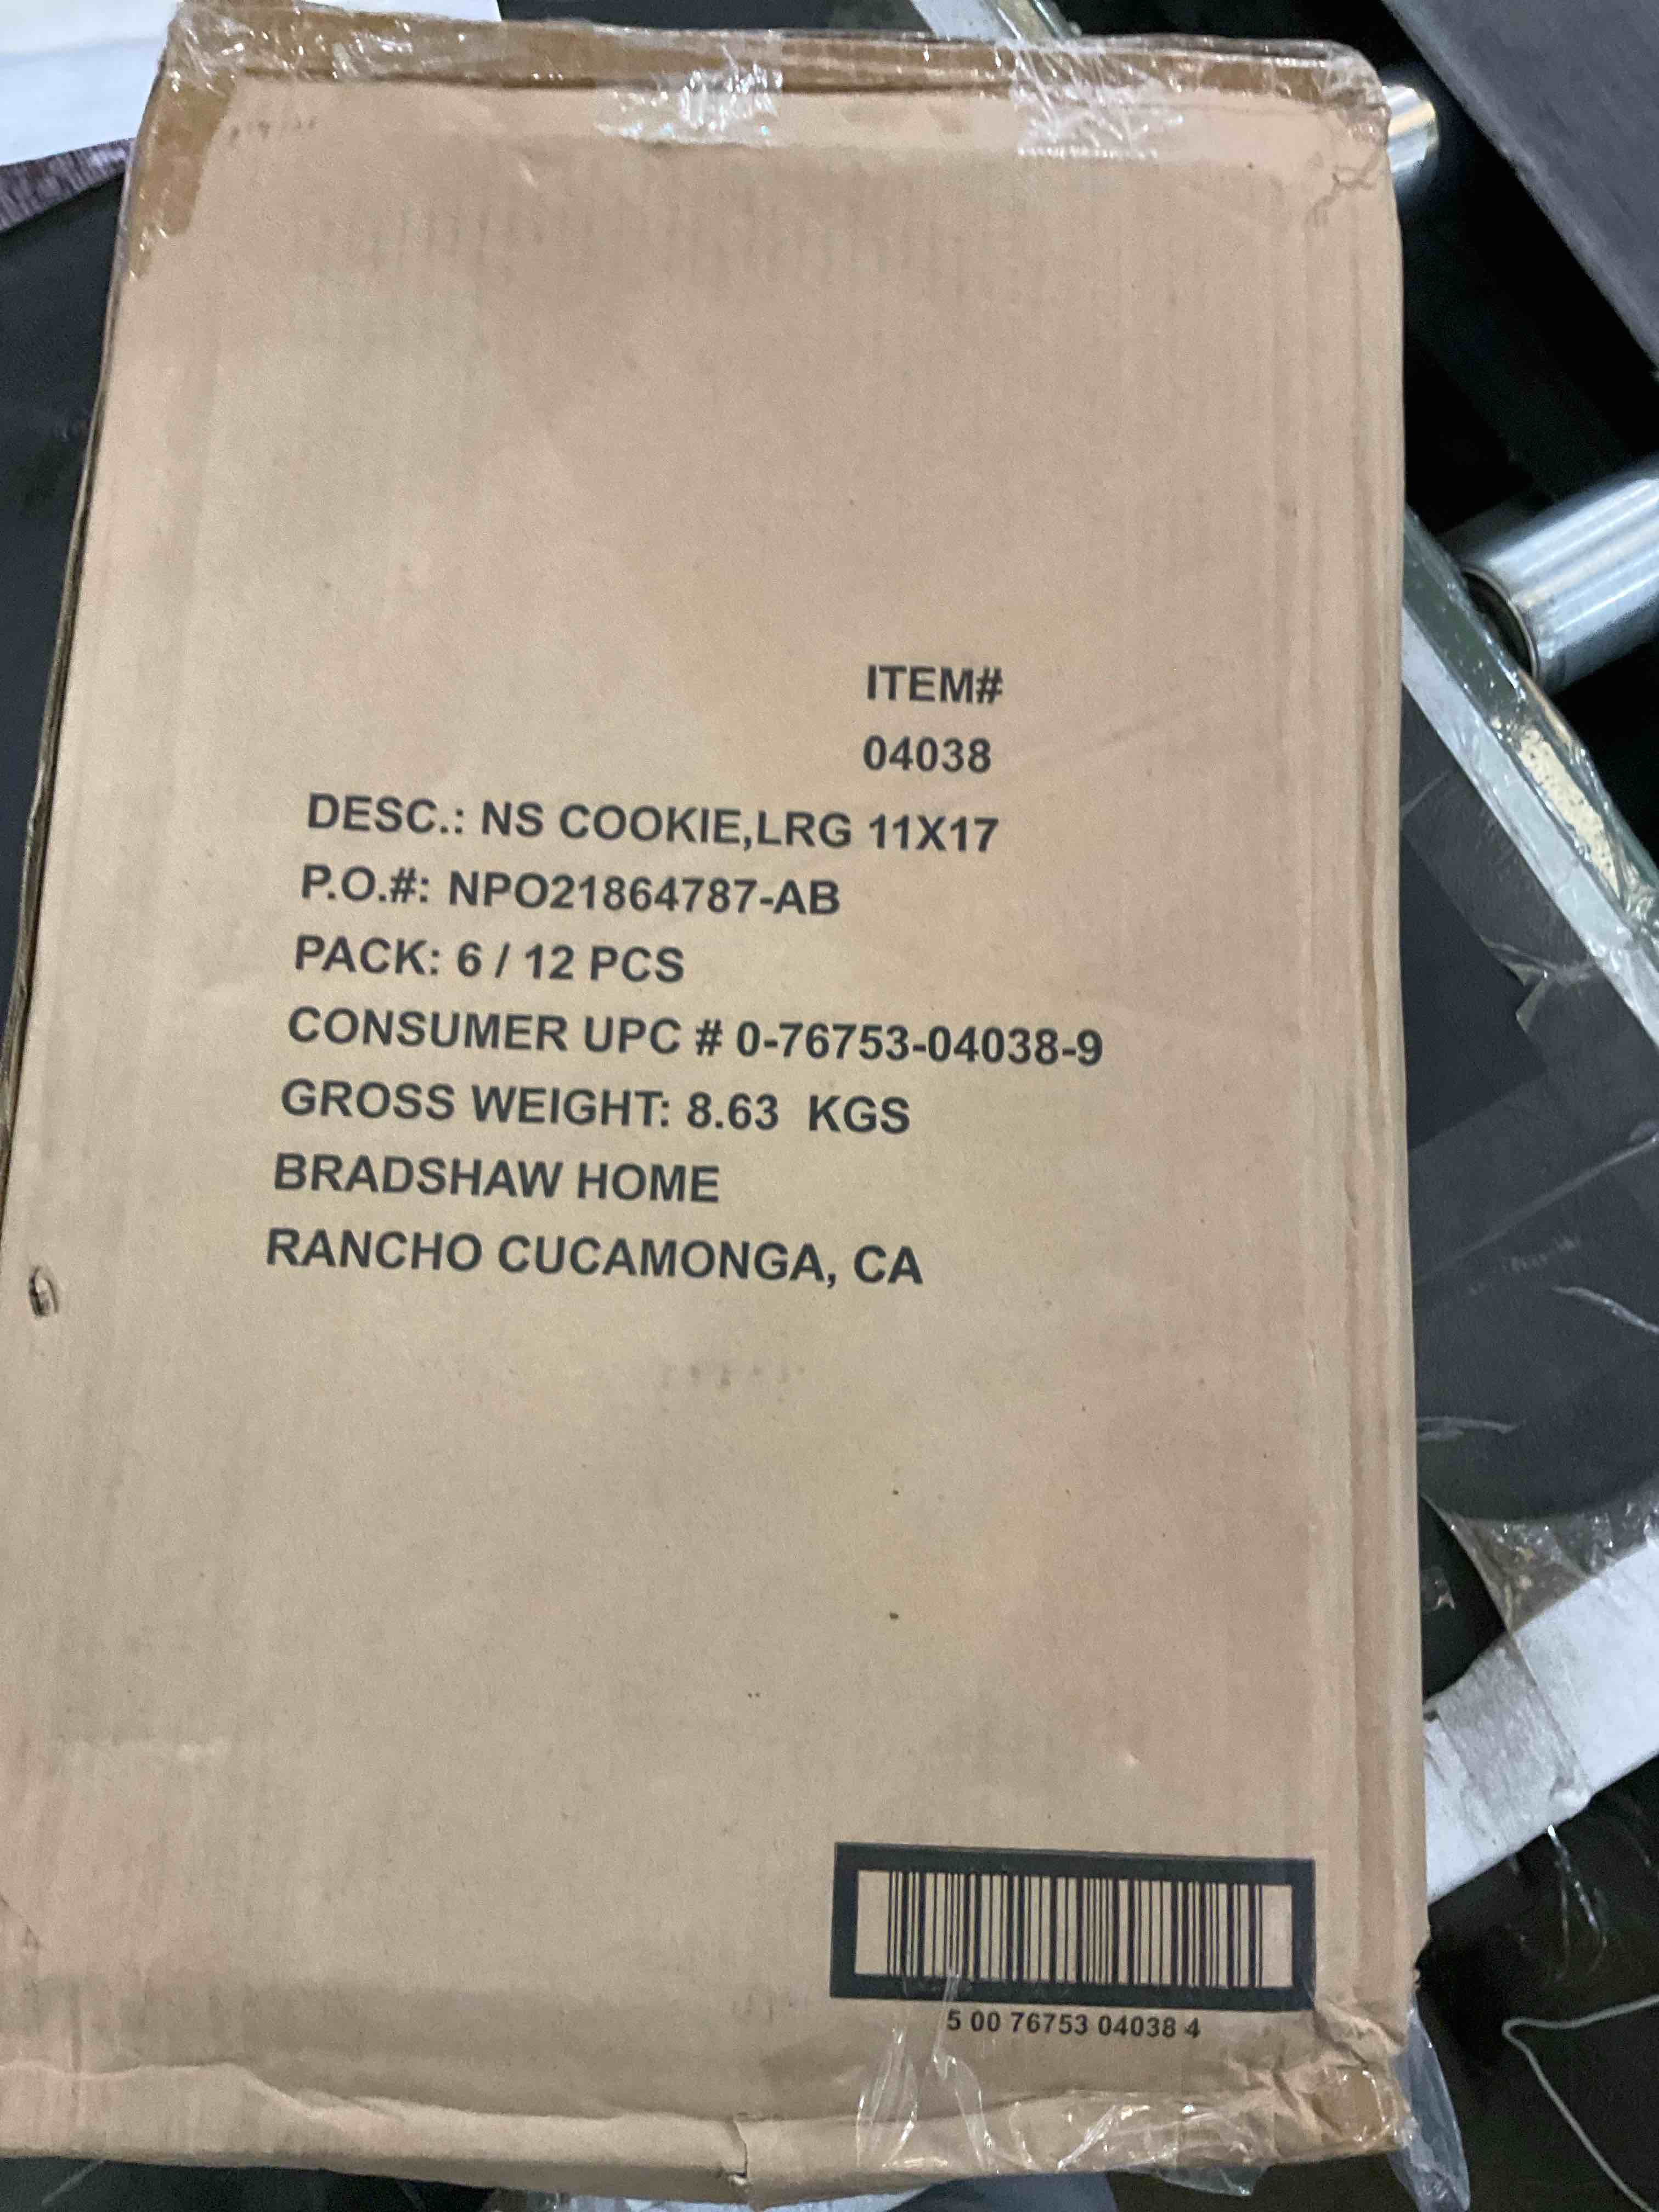 ITEM#
04038
DESC.: NS COOKIE,LRG 11X17
P.O.#: NPO21864787-AB
PACK: 6 / 12 PCS
CONSUMER UPC # 0-76753-04038-9
GROSS WEIGHT: 8.63 KGS
BRADSHAW HOME
RANCHO CUCAMONGA, CA
5 00 76753 04038 4